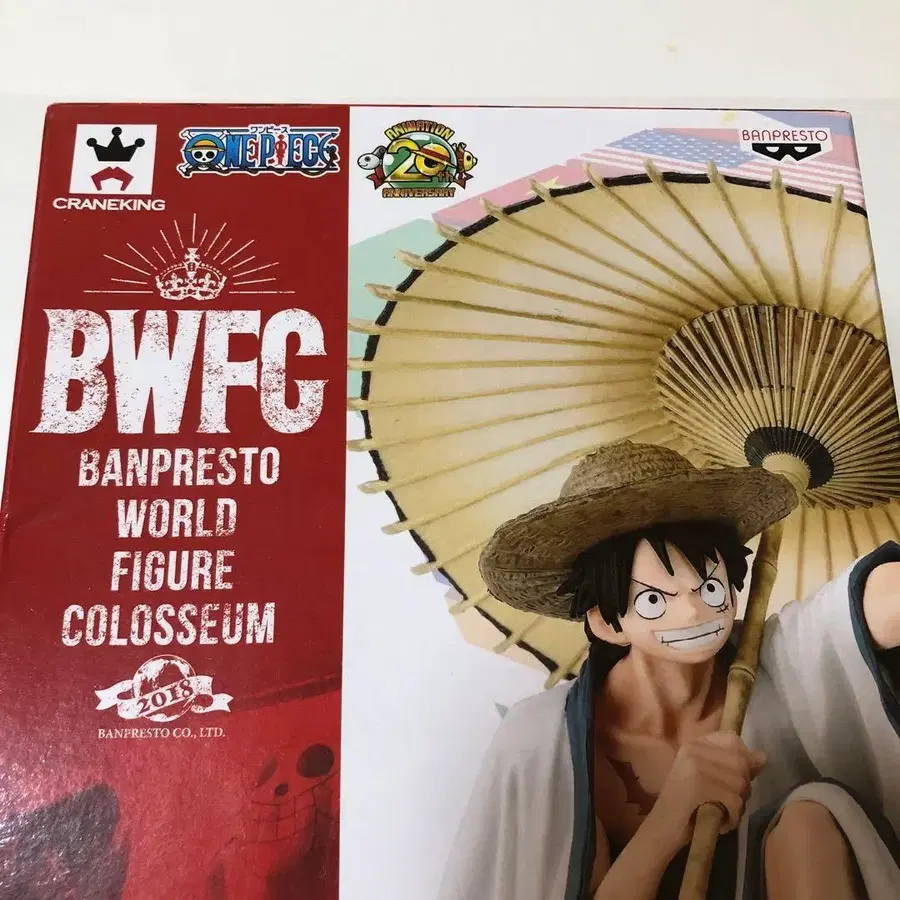 CRANEKING
ワンピース
ONE PIECE
ANIMATION
20th
ANNIVERSARY
BANPRESTO
BWFC
BANPRESTO
WORLD
FIGURE
COLOSSEUM
2018
BANPRESTO CO., LTD.